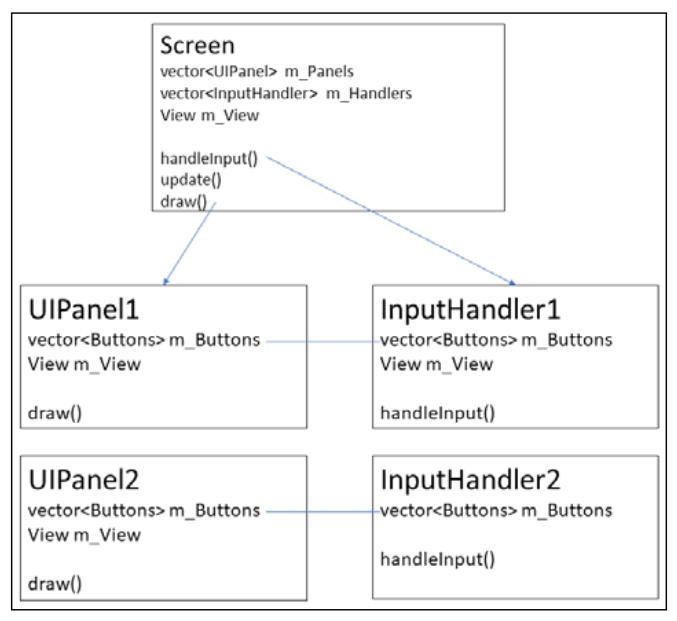 Screen
vector<UIPanel> m_Panels
vector<InputHandler> m_Handlers
View m_View
handleInput()
update()
draw()
UIPanel1
vector<Buttons> m_Buttons
View m_View
draw()
InputHandler1
vector<Buttons> m_Buttons
View m_View
handleInput()
UIPanel2
vector<Buttons> m_Buttons
View m_View
draw()
InputHandler2
vector<Buttons> m_Buttons
handleInput()